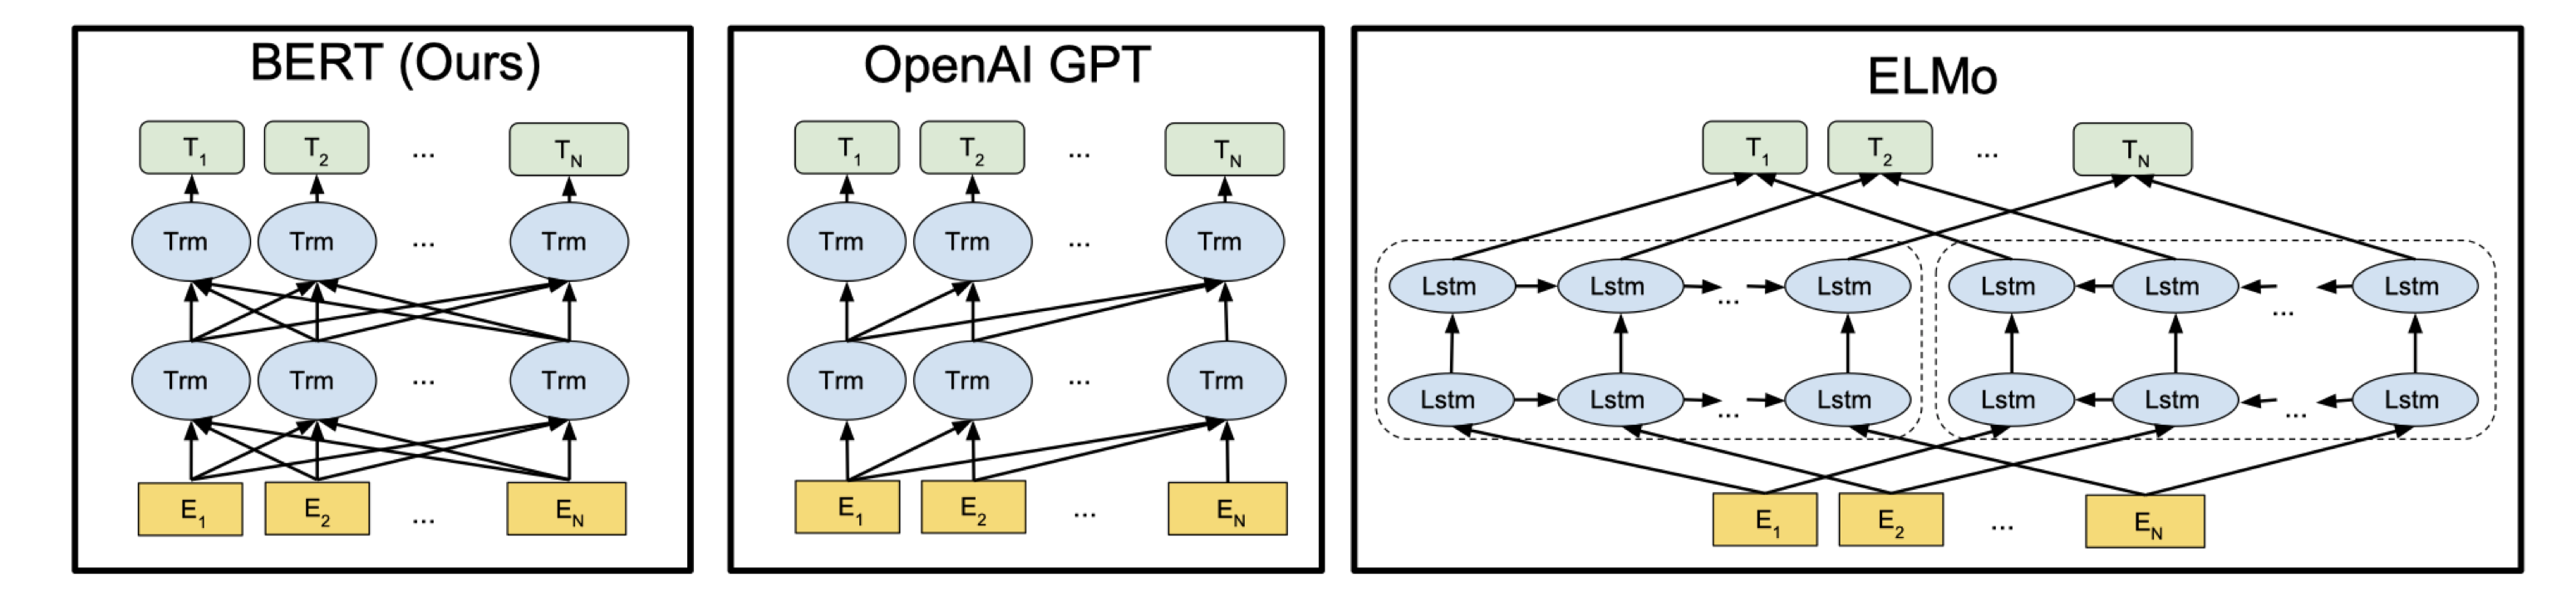 BERT (Ours)
T1 T2 ... TN
Trm Trm ... Trm
Trm Trm ... Trm
E1 E2 ... EN
OpenAI GPT
T1 T2 ... TN
Trm Trm ... Trm
Trm Trm ... Trm
E1 E2 ... EN
ELMo
T1 T2 ... TN
Lstm Lstm ... Lstm Lstm Lstm ... Lstm
Lstm Lstm ... Lstm Lstm Lstm ... Lstm
E1 E2 ... EN